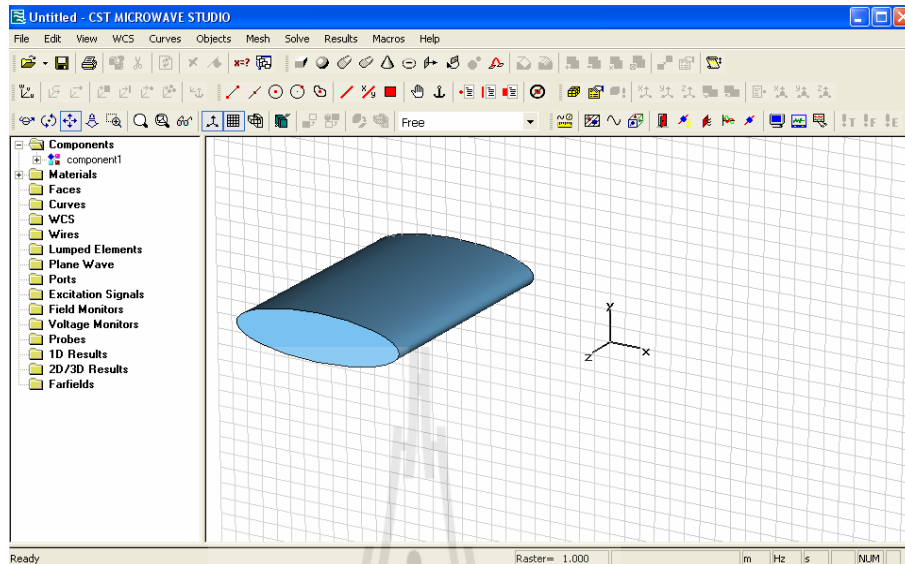 Untitled - CST MICROWAVE STUDIO
File Edit View WCS Curves Objects Mesh Solve Results Macros Help
x=?
Free
Components
component1
Materials
Faces
Curves
WCS
Wires
Lumped Elements
Plane Wave
Ports
Excitation Signals
Field Monitors
Voltage Monitors
Probes
1D Results
2D/3D Results
Farfields
y
z x
Ready Raster= 1.000 m Hz s NUM